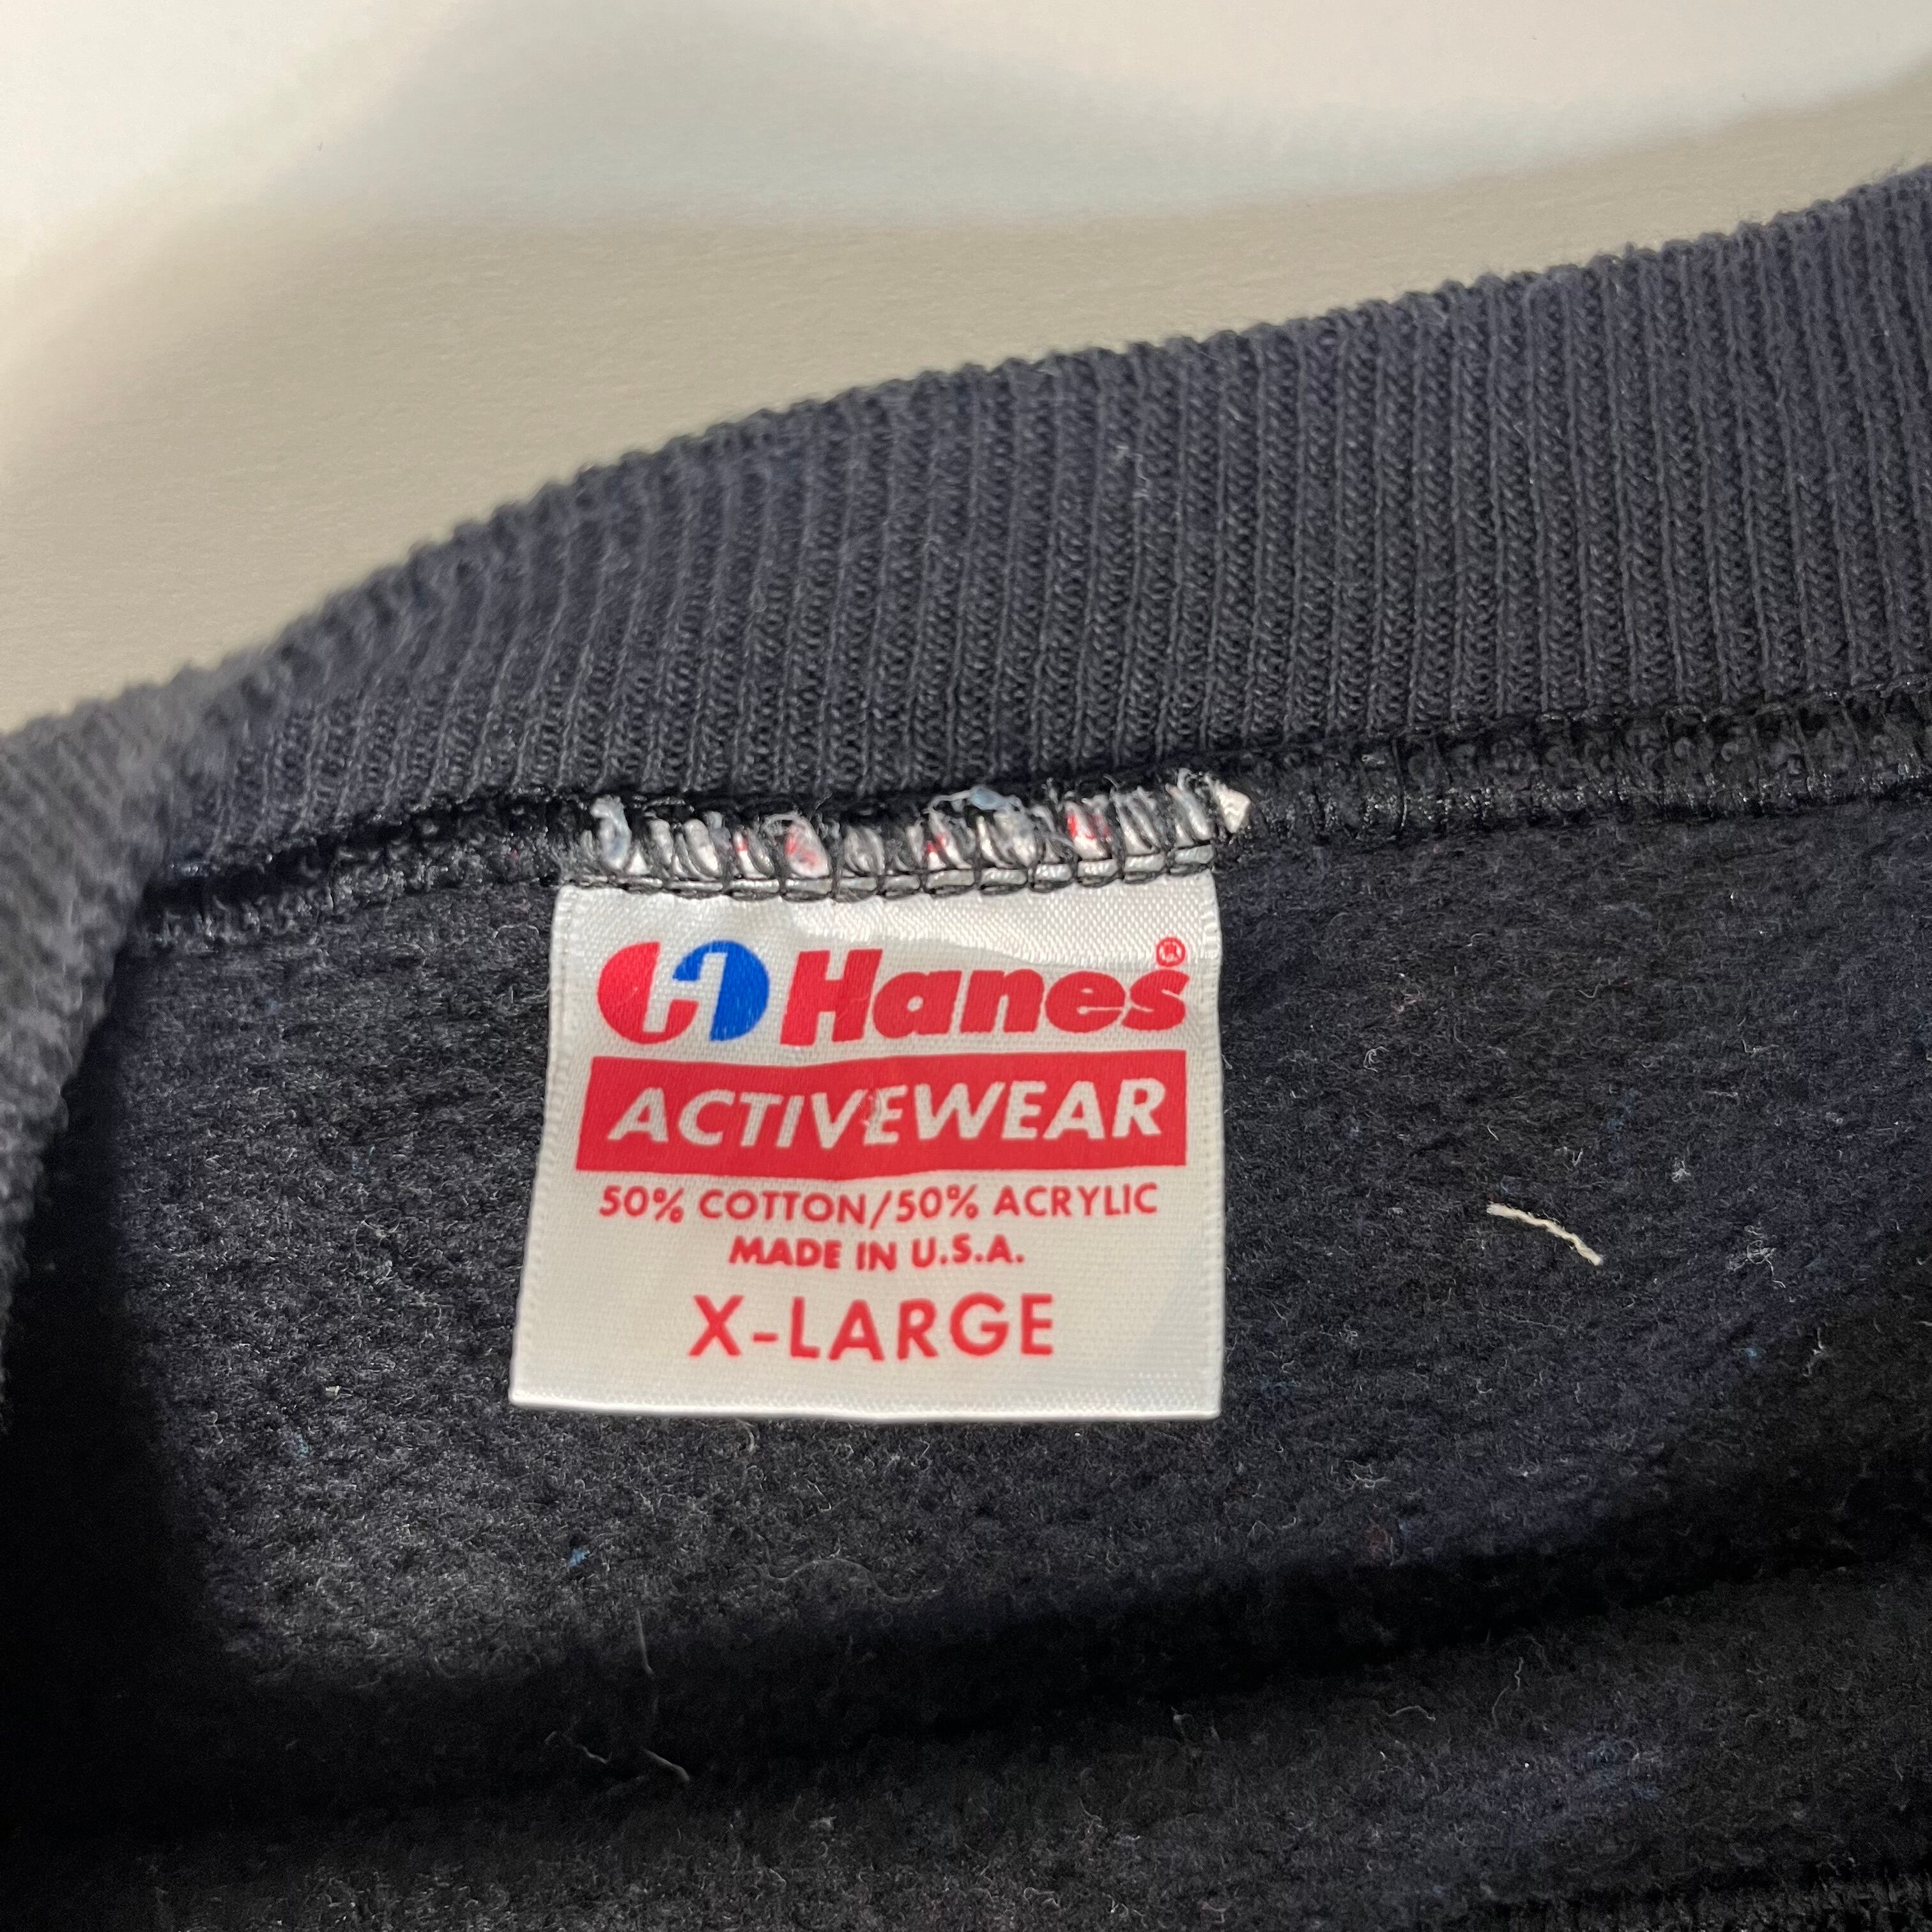 Hanes®
ACTIVEWEAR
50% COTTON/50% ACRYLIC
MADE IN U.S.A.
X-LARGE